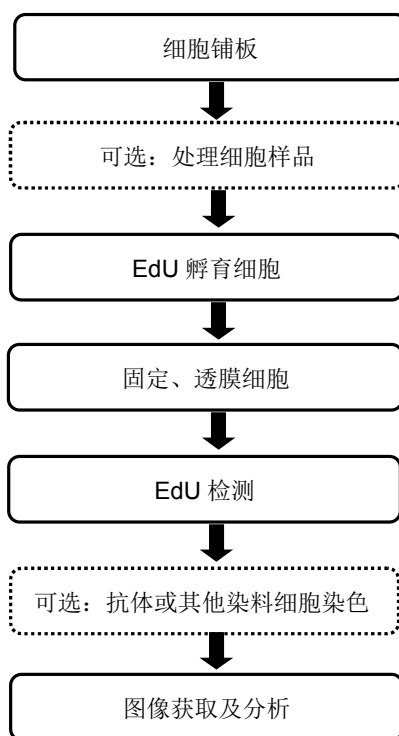 细胞铺板
可选：处理细胞样品
EdU 孵育细胞
固定、透膜细胞
EdU 检测
可选：抗体或其他染料细胞染色
图像获取及分析